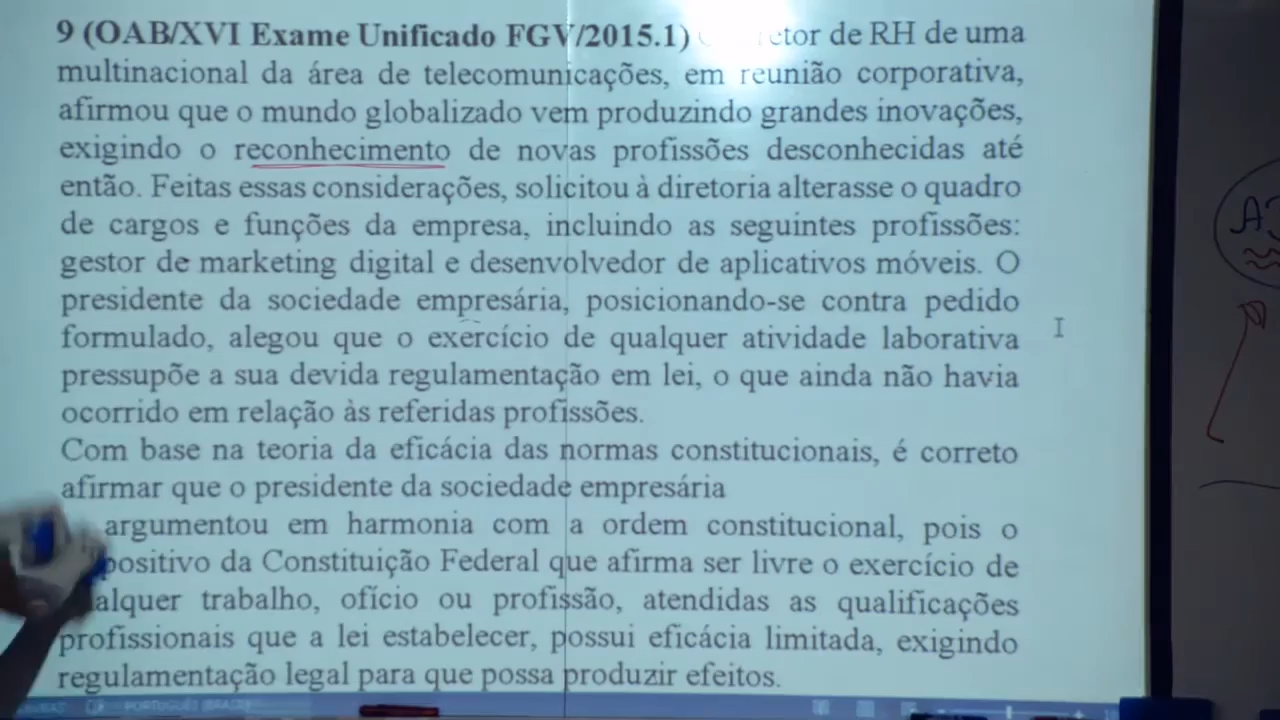 9 (OAB/XVI Exame Unificado FGV/2015.1) de RH de uma
multinacional da área de telecomunicações, em reunião corporativa,
afirmou que o mundo globalizado vem produzindo grandes inovações,
exigindo o reconhecimento de novas profissões desconhecidas até
então. Feitas essas considerações, solicitou à diretoria alterasse o quadro
de cargos e funções da empresa, incluindo as seguintes profissões:
gestor de marketing digital e desenvolvedor de aplicativos móveis. O
presidente da sociedade empresária, posicionando-se contra pedido
formulado, alegou que o exercício de qualquer atividade laborativa
pressupõe a sua devida regulamentação em lei, o que ainda não havia
ocorrido em relação às referidas profissões.
Com base na teoria da eficácia das normas constitucionais, é correto
afirmar que o presidente da sociedade empresária
argumentou em harmonia com a ordem constitucional, pois o
positivo da Constituição Federal que afirma ser livre o exercício de
alquer trabalho, ofício ou profissão, atendidas as qualificações
profissionais que a lei estabelecer, possui eficácia limitada, exigindo
regulamentação legal para que possa produzir efeitos.
PORTUGUÊS (BRASIL)